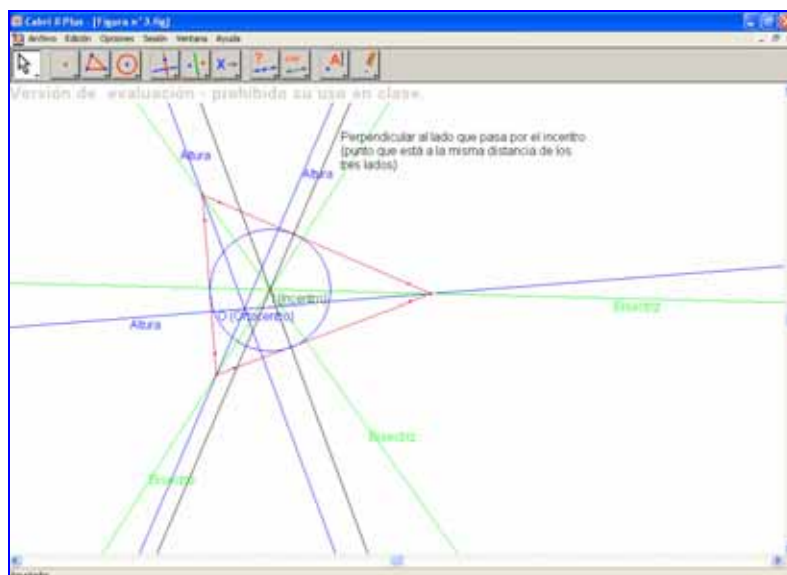 Cabri II Plus - [Figura n° 3.fig]
Archivo Edición Opciones Sesión Ventana Ayuda
Versión de evaluación - prohibido su uso en clase.
Perpendicular al lado que pasa por el incentro
(punto que está a la misma distancia de los
tres lados)
Altura
Altura
I (Incentro)
Bisectriz
O (Ortocentro)
Altura
Bisectriz
Bisectriz